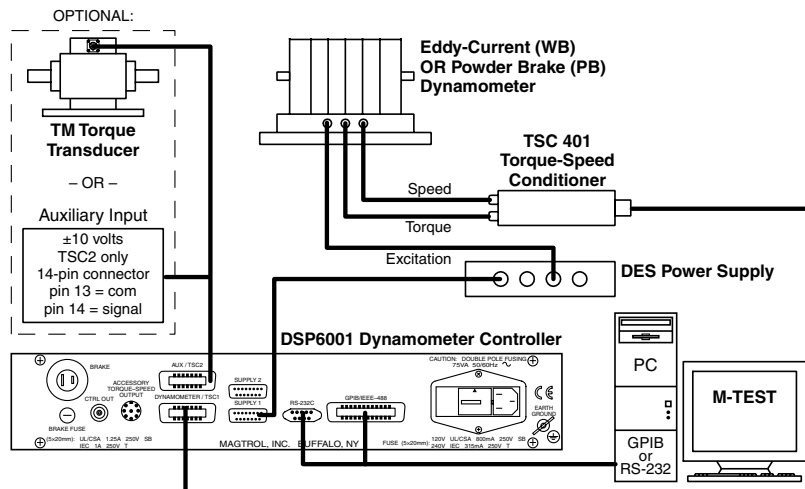 OPTIONAL:
TM Torque
Transducer
– OR –
Auxiliary Input
±10 volts
TSC2 only
14-pin connector
pin 13 = com
pin 14 = signal
Eddy-Current (WB)
OR Powder Brake (PB)
Dynamometer
TSC 401
Torque-Speed
Conditioner
Speed
Torque
Excitation
DES Power Supply
DSP6001 Dynamometer Controller
BRAKE
BRAKE FUSE
CTRL OUT
ACCESSORY
TORQUE–SPEED
OUTPUT
AUX / TSC2
DYNAMOMETER / TSC1
SUPPLY 2
SUPPLY 1
RS-232C
GPIB/IEEE-488
CAUTION: DOUBLE POLE FUSING
75VA 50/60Hz
EARTH
GROUND
CE
(5x20mm): UL/CSA 1.25A 250V SB
IEC 1A 250V T
MAGTROL, INC. BUFFALO, NY
FUSE (5x20mm): 120V UL/CSA 800mA 250V SB
240V IEC 315mA 250V T
PC
GPIB
or
RS-232
M-TEST